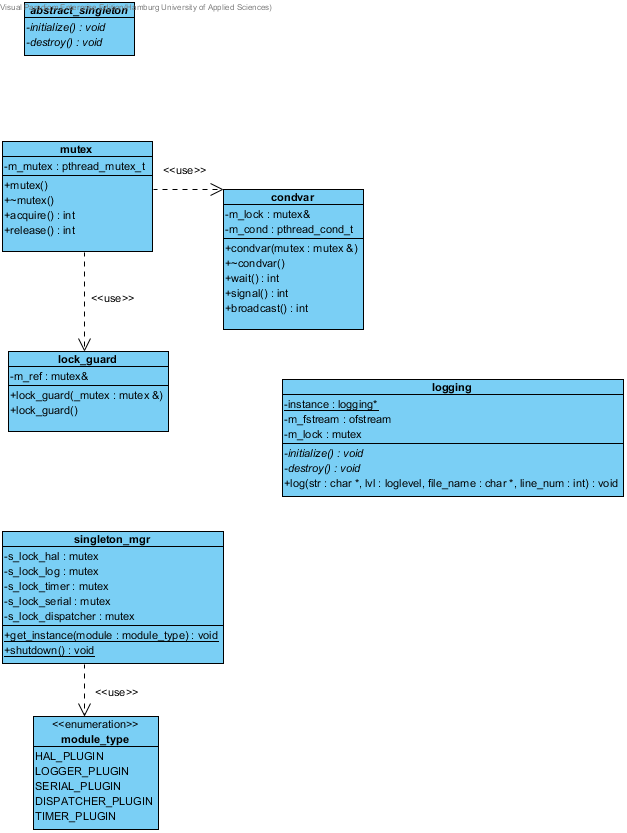 Visual Paradigm Standard Edition(Hamburg University of Applied Sciences)
abstract_singleton
-initialize() : void
-destroy() : void
mutex
-m_mutex : pthread_mutex_t
+mutex()
+~mutex()
+acquire() : int
+release() : int
<<use>>
condvar
-m_lock : mutex&
-m_cond : pthread_cond_t
+condvar(mutex : mutex &)
+~condvar()
+wait() : int
+signal() : int
+broadcast() : int
<<use>>
lock_guard
-m_ref : mutex&
+lock_guard(_mutex : mutex &)
+lock_guard()
logging
-instance : logging*
-m_fstream : ofstream
-m_lock : mutex
-initialize() : void
-destroy() : void
+log(str : char *, lvl : loglevel, file_name : char *, line_num : int) : void
singleton_mgr
-s_lock_hal : mutex
-s_lock_log : mutex
-s_lock_timer : mutex
-s_lock_serial : mutex
-s_lock_dispatcher : mutex
+get_instance(module : module_type) : void
+shutdown() : void
<<use>>
<<enumeration>>
module_type
HAL_PLUGIN
LOGGER_PLUGIN
SERIAL_PLUGIN
DISPATCHER_PLUGIN
TIMER_PLUGIN